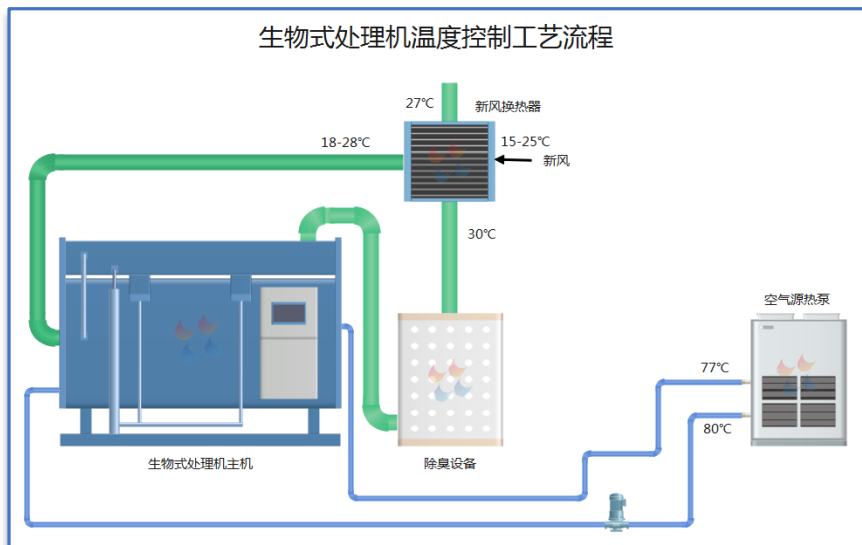 生物式处理机温度控制工艺流程
27℃
新风换热器
18-28℃
15-25℃
新风
30℃
空气源热泵
77℃
80℃
生物式处理机主机
除臭设备